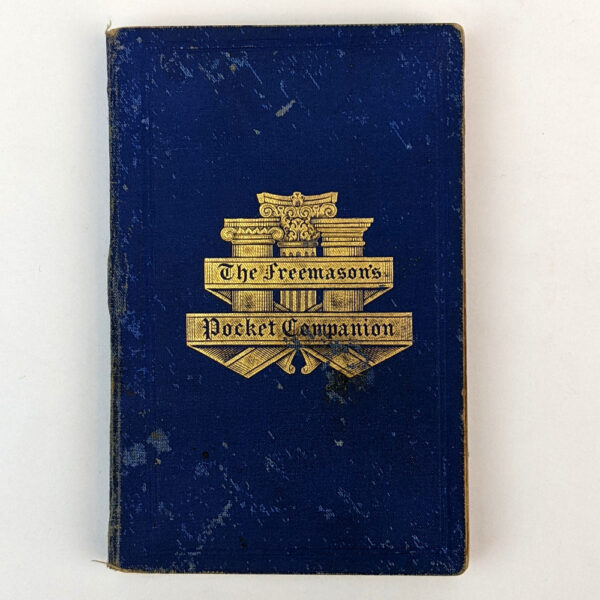 The Freemason's
Pocket Companion